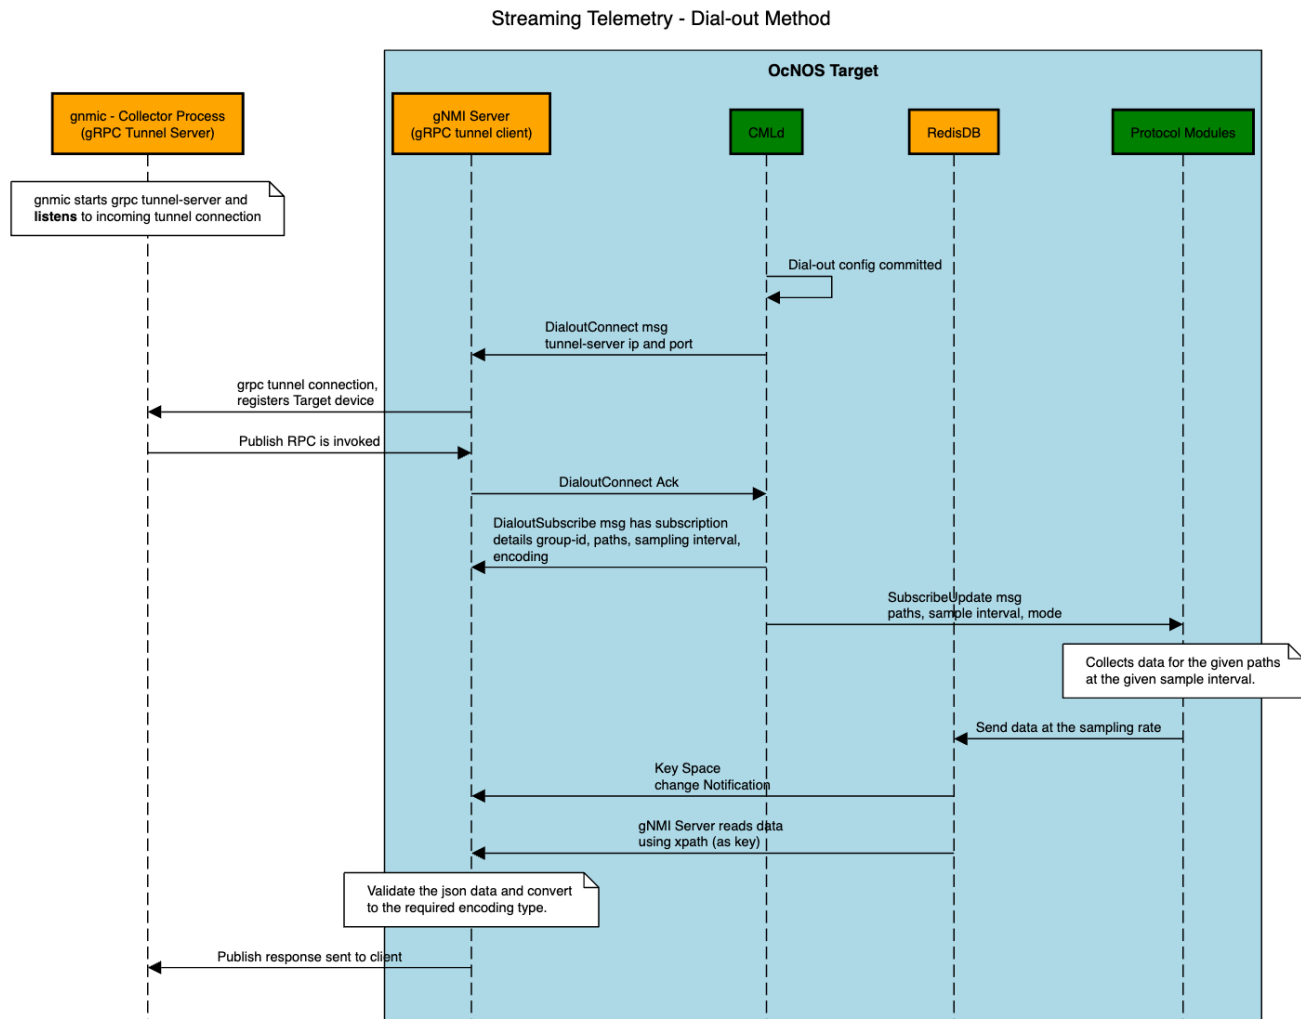 Streaming Telemetry - Dial-out Method
OcNOS Target
gnmic - Collector Process
(gRPC Tunnel Server)
gNMI Server
(gRPC tunnel client)
CMLd
RedisDB
Protocol Modules
gnmic starts grpc tunnel-server and
listens to incoming tunnel connection
Dial-out config committed
DialoutConnect msg
tunnel-server ip and port
grpc tunnel connection,
registers Target device
Publish RPC is invoked
DialoutConnect Ack
DialoutSubscribe msg has subscription
details group-id, paths, sampling interval,
encoding
SubscribeUpdate msg
paths, sample interval, mode
Collects data for the given paths
at the given sample interval.
Send data at the sampling rate
Key Space
change Notification
gNMI Server reads data
using xpath (as key)
Validate the json data and convert
to the required encoding type.
Publish response sent to client